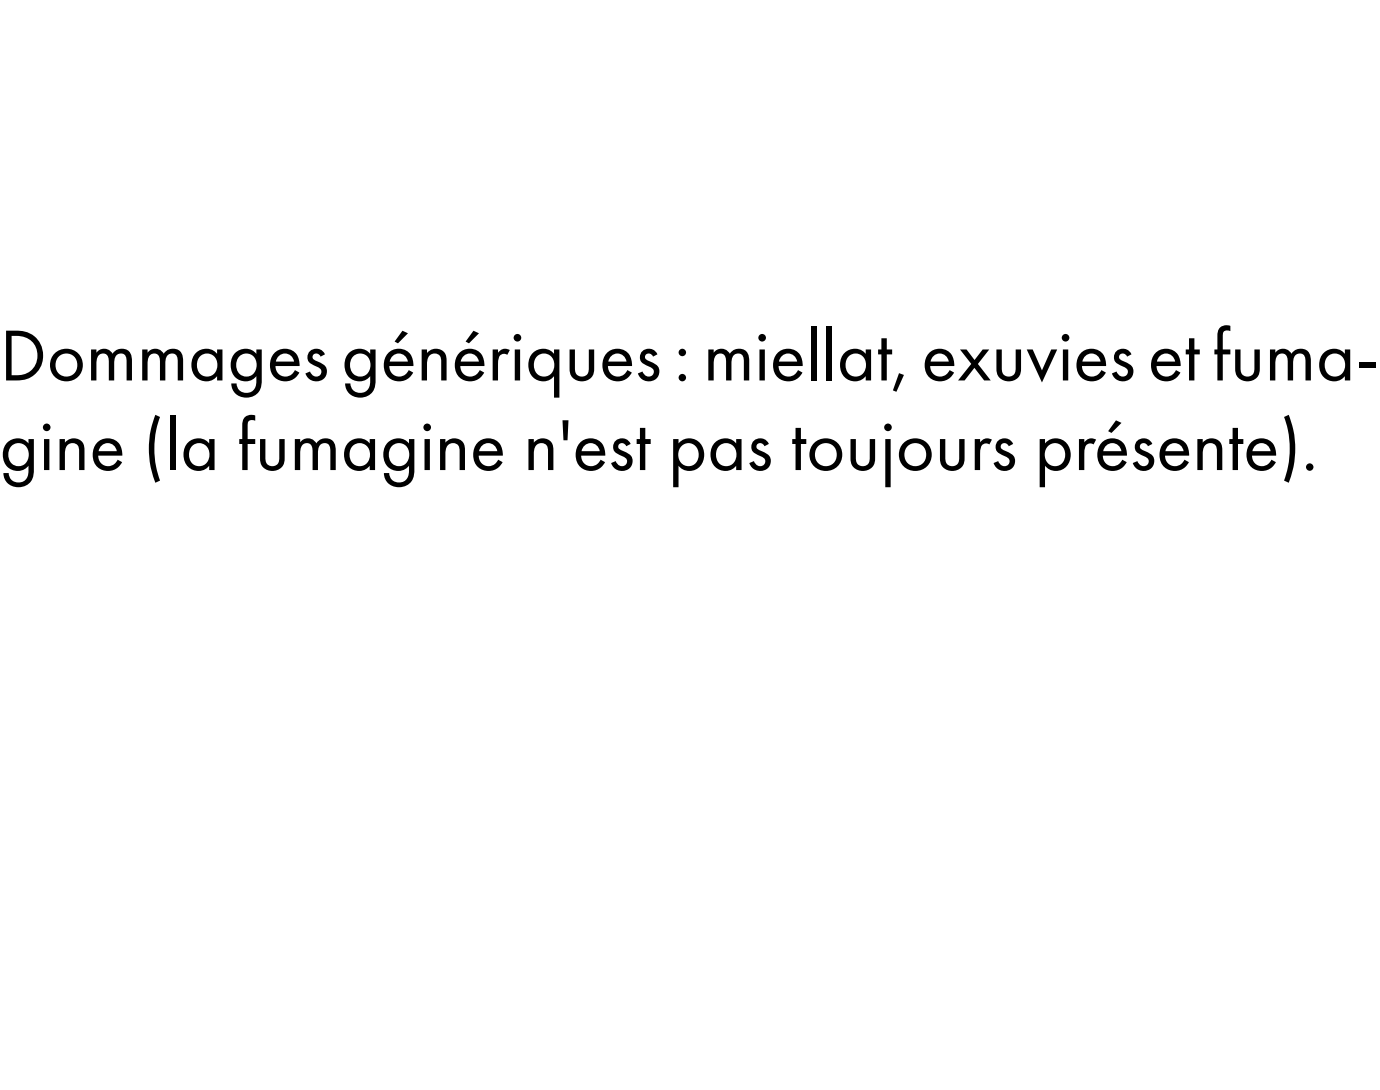 Dommages génériques : miellat, exuvies et fuma-
gine (la fumagine n'est pas toujours présente).